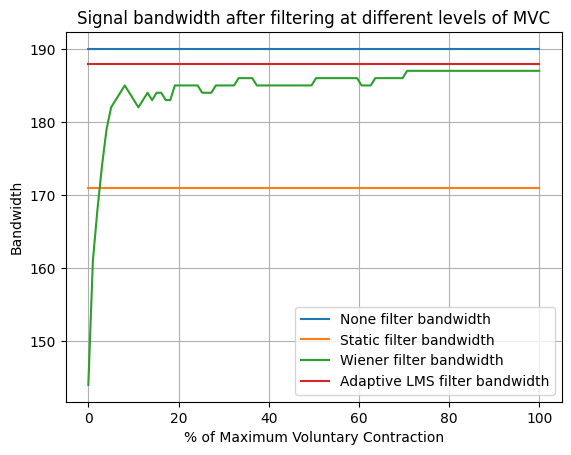 Signal bandwidth after filtering at different levels of MVC
190
180
170
160
150
Bandwidth
0 20 40 60 80 100
% of Maximum Voluntary Contraction
None filter bandwidth
Static filter bandwidth
Wiener filter bandwidth
Adaptive LMS filter bandwidth